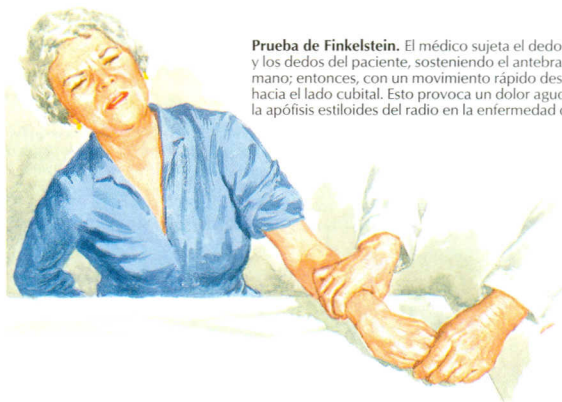 Prueba de Finkelstein. El médico sujeta el dedo
y los dedos del paciente, sosteniendo el antebra
mano; entonces, con un movimiento rápido des
hacia el lado cubital. Esto provoca un dolor agud
la apófisis estiloides del radio en la enfermedad d